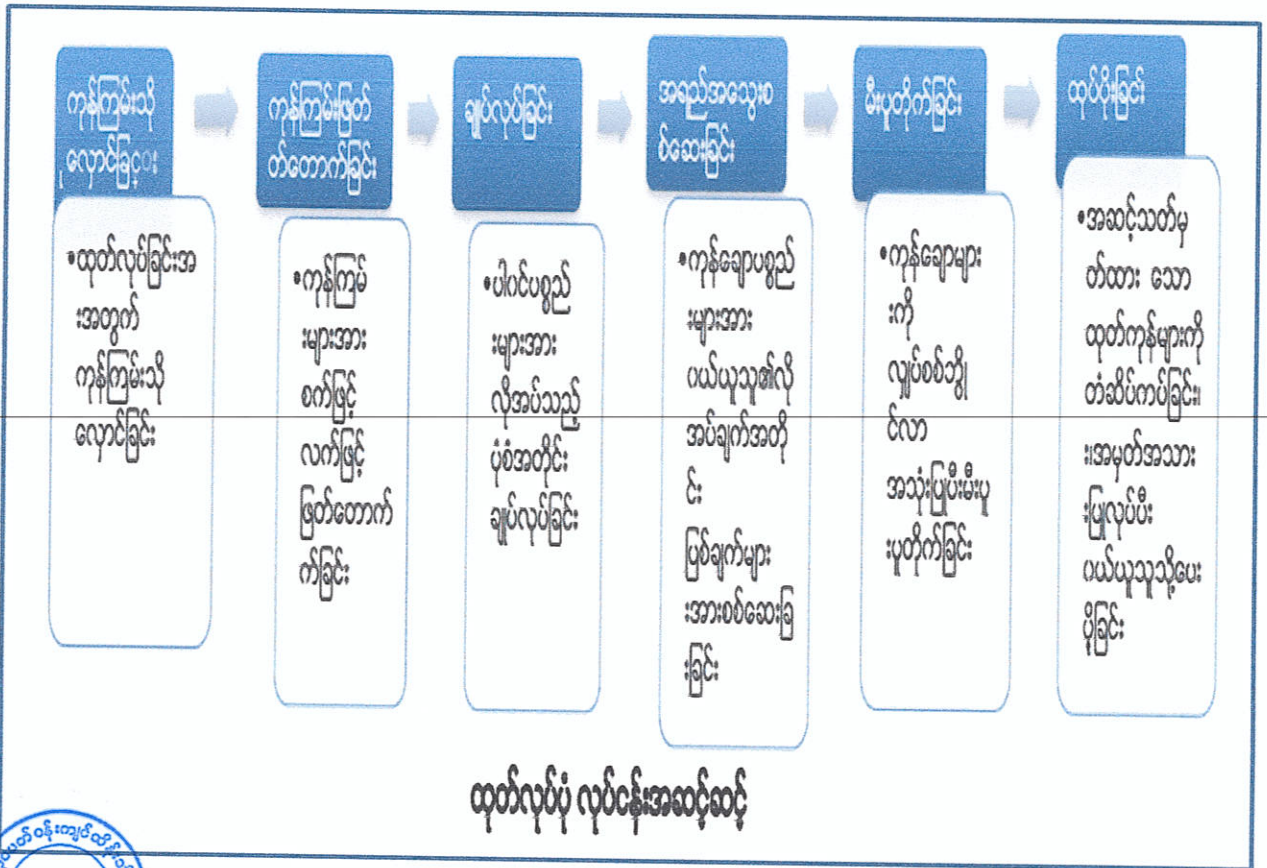 ကုန်ကြမ်းသို
ုလှောင်ခြင့်း
ကုန်ကြမ်းဖြတ်
တ်တောက်ခြင်း
ချုပ်လုပ်ခြင်း
အရည်အသွေးစ
စ်ဆေးခြင်း
မီးပူတိုက်ခြင်း
ထုပ်ပိုးခြင်း
•ထုတ်လုပ်ခြင်းအ
းအတွက်
ကုန်ကြမ်းသို
လှောင်ခြင်း
•ကုန်ကြမ်
းများအား
စက်ဖြင့်
လက်ဖြင့်
ဖြတ်တောက်
က်ခြင်း
•ပါဝင်ပစ္စည်
းများအား
လိုအပ်သည့်
ပုံစံအတိုင်း
ချုပ်လုပ်ခြင်း
•ကုန်ချောပစ္စည်
းများအား
ဝယ်ယူသူ၏လို
အပ်ချက်အတို
င်း
ပြစ်ချက်များ
းအားစစ်ဆေးခြ
းခြင်း
•ကုန်ချောများ
းကို
လျှပ်စစ်ဘွို
င်လာ
အသုံးပြုပြီးမီးပူ
းပူတိုက်ခြင်း
•အဆင့်သတ်မှ
တ်ထား သော
ထုတ်ကုန်များကို
တံဆိပ်ကပ်ခြင်း၊
း၊အမှတ်အသား
းပြုလုပ်ပြီး
ဝယ်ယူသူသို့ပေး
ပို့ခြင်း
ထုတ်လုပ်ပုံ လုပ်ငန်းအဆင့်ဆင့်